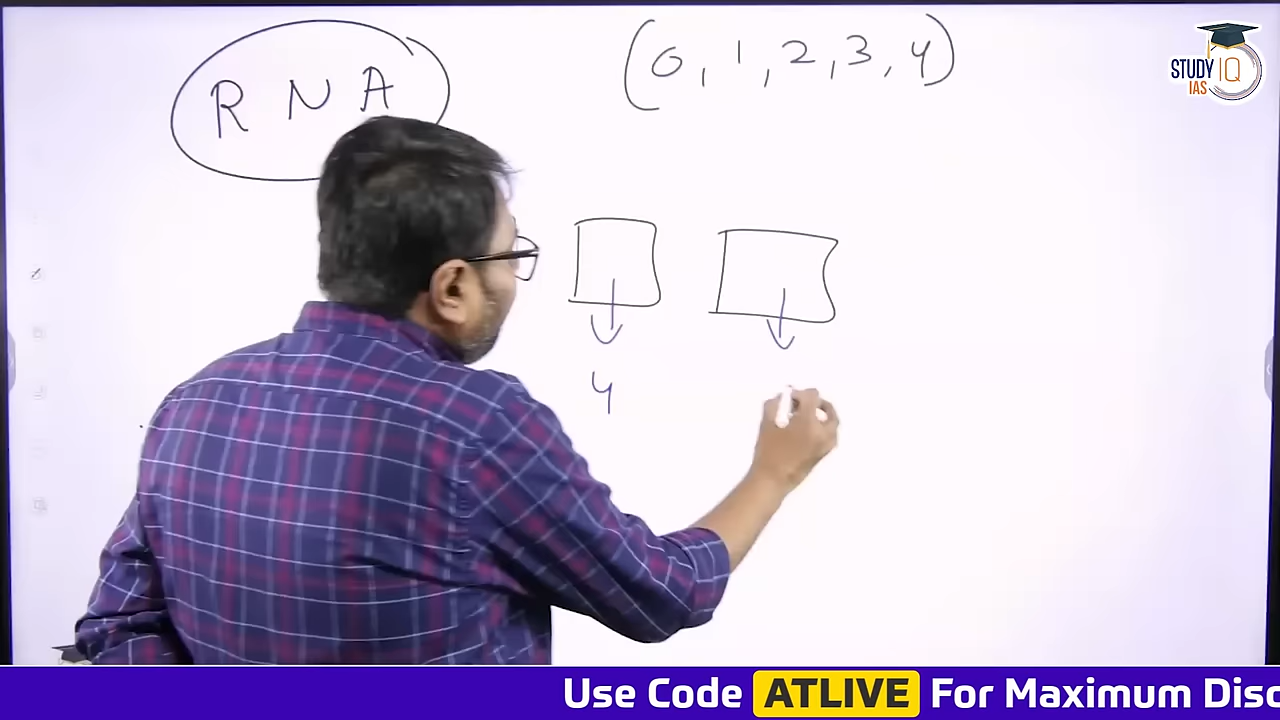 (0, 1, 2, 3, 4)
RNA
STUDY IQ
IAS
4
Use Code ATLIVE For Maximum Disc